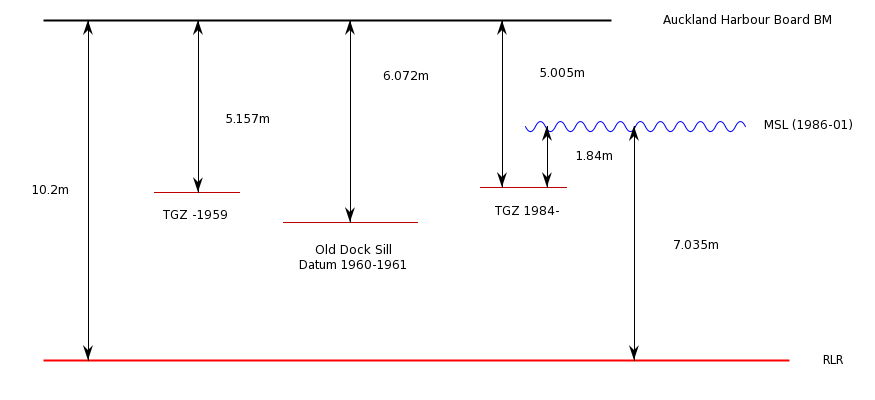 Auckland Harbour Board BM
6.072m
5.005m
5.157m
MSL (1986-01)
1.84m
10.2m
TGZ -1959
TGZ 1984-
Old Dock Sill
Datum 1960-1961
7.035m
RLR